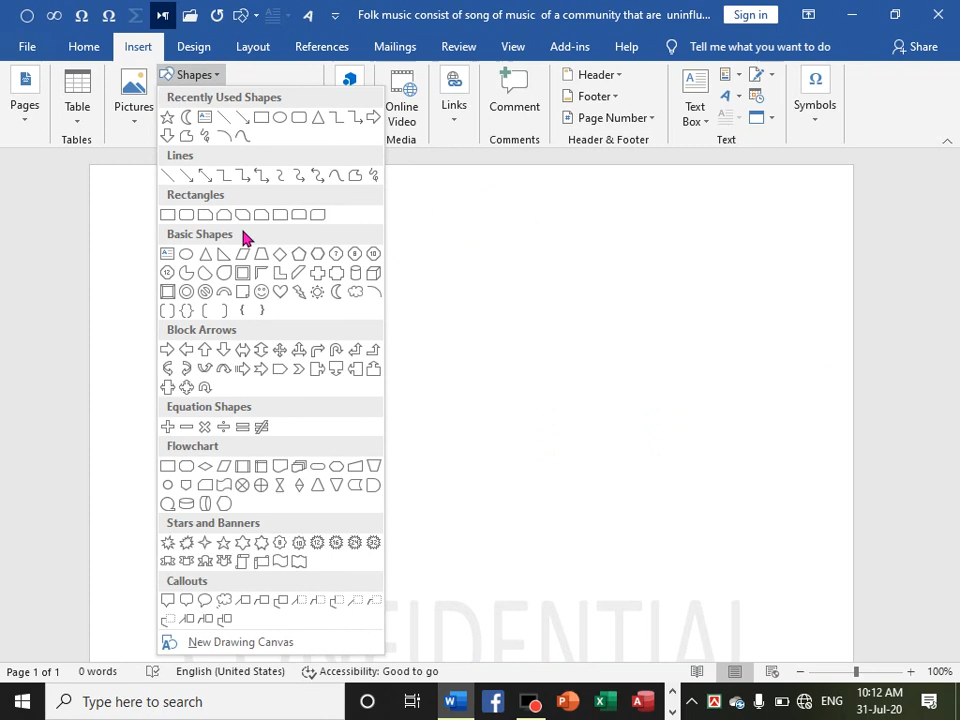 Folk music consist of song of music of a community that are uninflu...
Sign in
File Home Insert Design Layout References Mailings Review View Add-ins Help Tell me what you want to do Share
Shapes
Pages
Table
Pictures
Online Video
Links
Comment
Header
Footer
Page Number
Text Box
Symbols
Tables
Media
Comments
Header & Footer
Text
Recently Used Shapes
Lines
Rectangles
Basic Shapes
Block Arrows
Equation Shapes
Flowchart
Stars and Banners
Callouts
New Drawing Canvas
CONFIDENTIAL
Page 1 of 1 0 words English (United States) Accessibility: Good to go 100%
Type here to search
ENG
10:12 AM
31-Jul-20